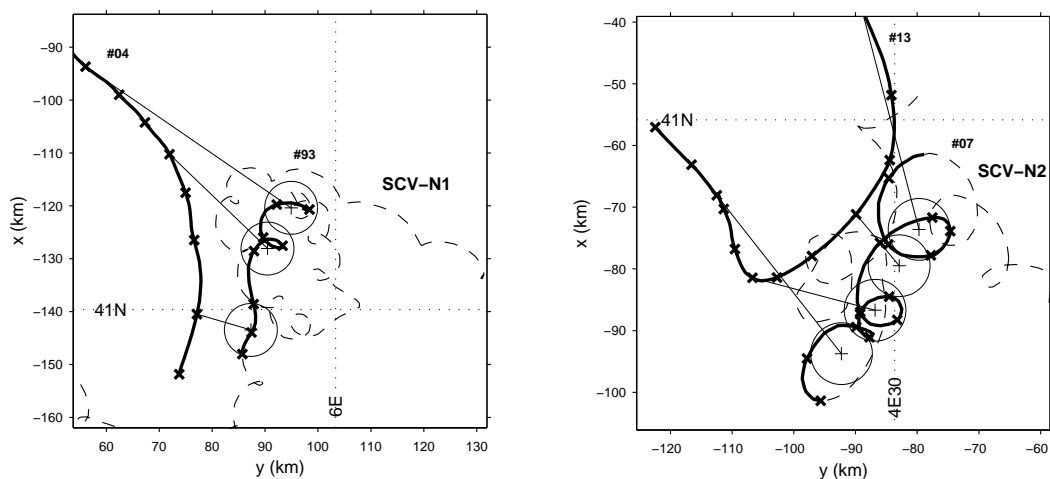 −90
−100
−110
−120
−130
−140
−150
−160
x (km)
60 70 80 90 100 110 120 130
y (km)
#04
#93
SCV−N1
41N
6E
−40
−50
−60
−70
−80
−90
−100
x (km)
−120 −110 −100 −90 −80 −70 −60
y (km)
#13
41N
#07
SCV−N2
4E30